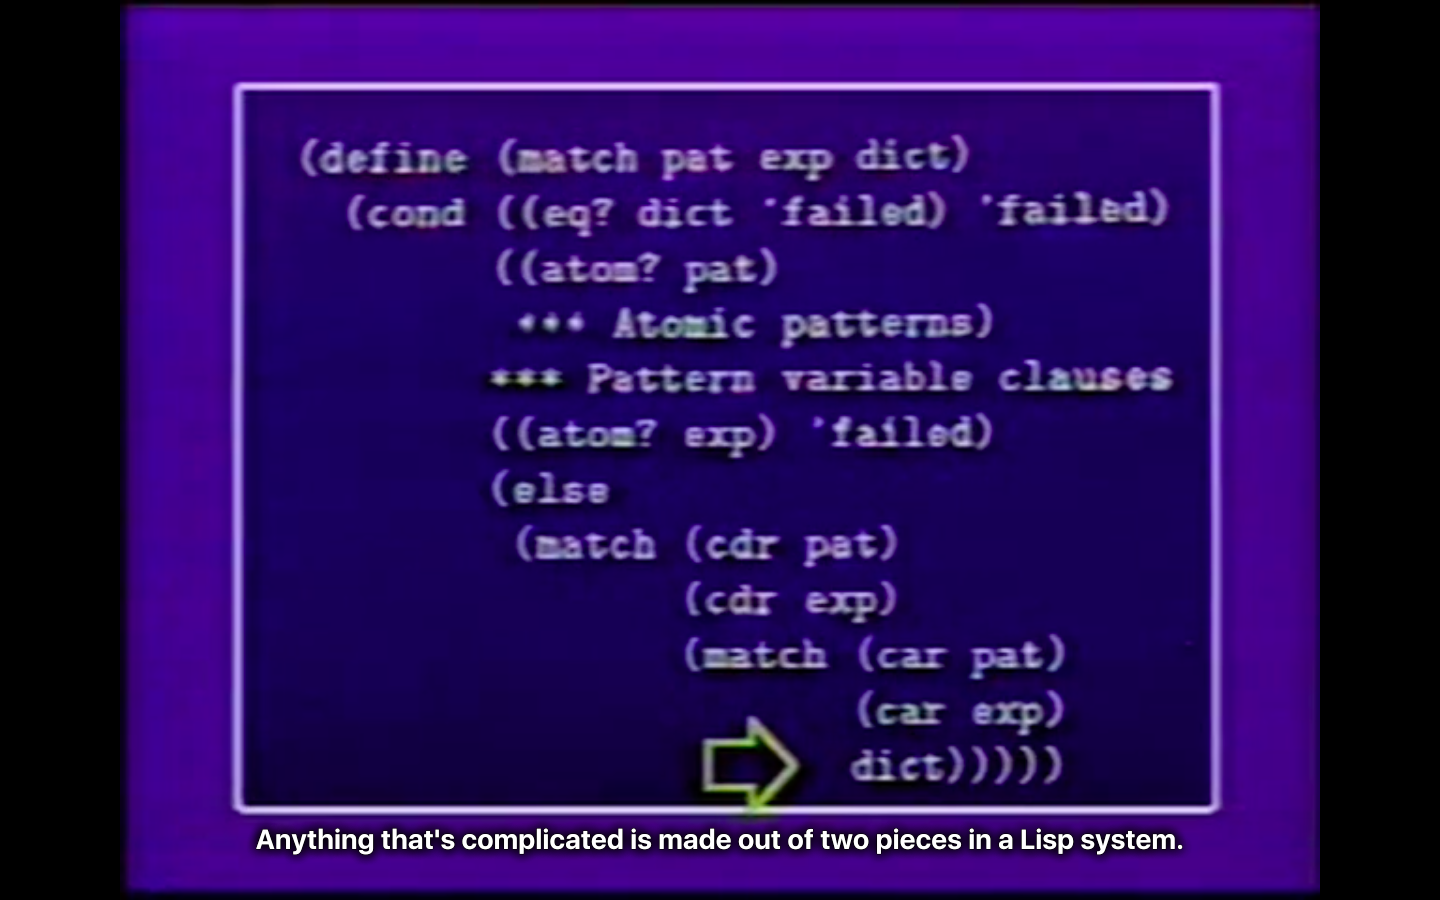 (define (match pat exp dict)
(cond ((eq? dict 'failed) 'failed)
((atom? pat)
*** Atomic patterns)
*** Pattern variable clauses
((atom? exp) 'failed)
(else
(match (cdr pat)
(cdr exp)
(match (car pat)
(car exp)
dict)))))
Anything that's complicated is made out of two pieces in a Lisp system.